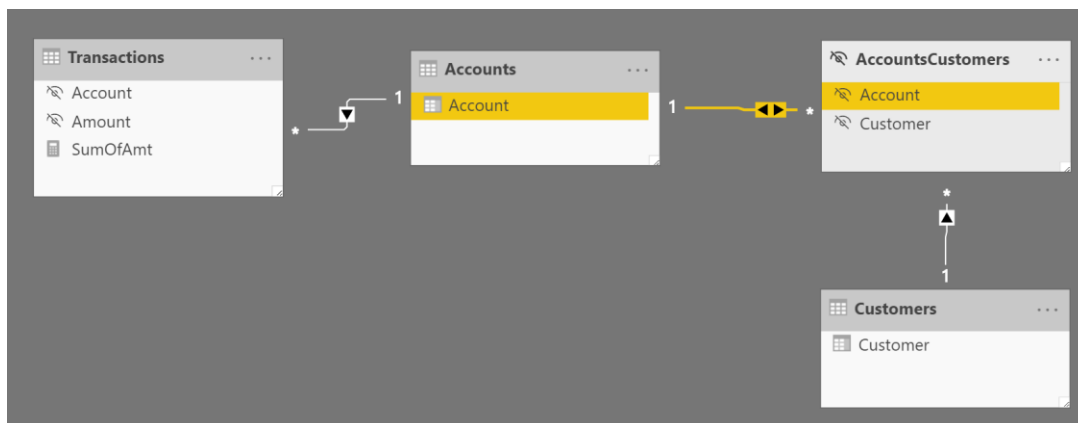 Transactions
Account
Amount
SumOfAmt
*
1
Accounts
Account
1
*
AccountsCustomers
Account
Customer
*
1
Customers
Customer